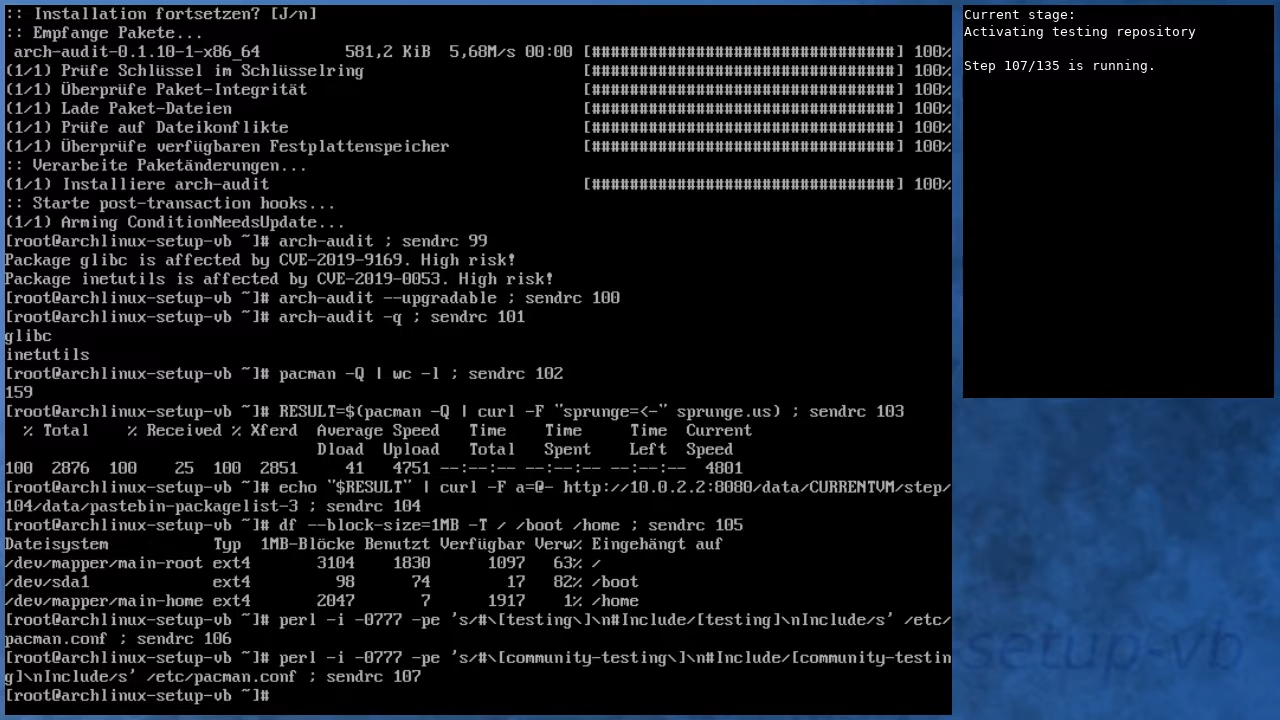 :: Installation fortsetzen? [J/n]
:: Empfange Pakete...
 arch-audit-0.1.10-1-x86_64         581,2 KiB  5,68M/s 00:00 [#################################] 100%
(1/1) Prüfe Schlüssel im Schlüsselring                       [#################################] 100%
(1/1) Überprüfe Paket-Integrität                             [#################################] 100%
(1/1) Lade Paket-Dateien                                     [#################################] 100%
(1/1) Prüfe auf Dateikonflikte                               [#################################] 100%
(1/1) Überprüfe verfügbaren Festplattenspeicher              [#################################] 100%
:: Verarbeite Paketänderungen...
(1/1) Installiere arch-audit                                 [#################################] 100%
:: Starte post-transaction hooks...
(1/1) Arming ConditionNeedsUpdate...
[root@archlinux-setup-vb ~]# arch-audit ; sendrc 99
Package glibc is affected by CVE-2019-9169. High risk!
Package inetutils is affected by CVE-2019-0053. High risk!
[root@archlinux-setup-vb ~]# arch-audit --upgradable ; sendrc 100
[root@archlinux-setup-vb ~]# arch-audit -q ; sendrc 101
glibc
inetutils
[root@archlinux-setup-vb ~]# pacman -Q | wc -l ; sendrc 102
159
[root@archlinux-setup-vb ~]# RESULT=$(pacman -Q | curl -F "sprunge=<-" sprunge.us) ; sendrc 103
  % Total    % Received % Xferd  Average Speed   Time    Time     Time  Current
                                 Dload  Upload   Total   Spent    Left  Speed
100  2876  100    25  100  2851     41   4751 --:--:-- --:--:-- --:--:--  4801
[root@archlinux-setup-vb ~]# echo "$RESULT" | curl -F a=@- http://10.0.2.2:8080/data/CURRENTVM/step/
104/data/pastebin-packagelist-3 ; sendrc 104
[root@archlinux-setup-vb ~]# df --block-size=1MB -T / /boot /home ; sendrc 105
Dateisystem           Typ  1MB-Blöcke Benutzt Verfügbar Verw% Eingehängt auf
/dev/mapper/main-root ext4       3104    1830      1097   63% /
/dev/sda1             ext4         98      74        17   82% /boot
/dev/mapper/main-home ext4       2047       7      1917    1% /home
[root@archlinux-setup-vb ~]# perl -i -0777 -pe 's/#\[testing\]\n#Include/[testing]\nInclude/s' /etc/
pacman.conf ; sendrc 106
[root@archlinux-setup-vb ~]# perl -i -0777 -pe 's/#\[community-testing\]\n#Include/[community-testin
g]\nInclude/s' /etc/pacman.conf ; sendrc 107
[root@archlinux-setup-vb ~]#
Current stage:
Activating testing repository
Step 107/135 is running.
setup-vb